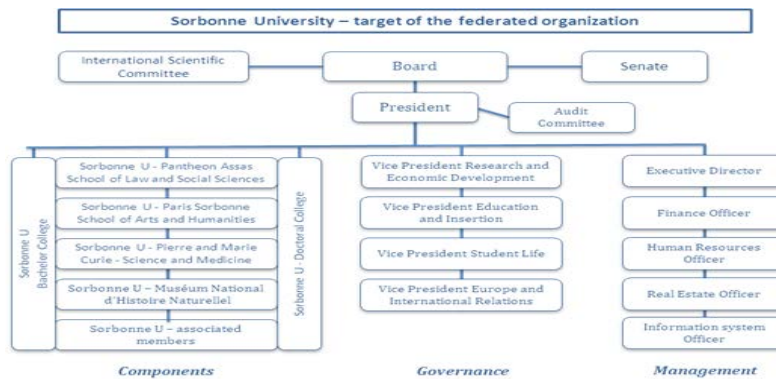 Sorbonne University – target of the federated organization
International Scientific
Committee
Board
Senate
President
Audit
Committee
Sorbonne U
Bachelor College
Sorbonne U - Pantheon Assas
School of Law and Social Sciences
Sorbonne U - Paris Sorbonne
School of Arts and Humanities
Sorbonne U - Pierre and Marie
Curie - Science and Medicine
Sorbonne U – Muséum National
d'Histoire Naturellel
Sorbonne U – associated
members
Sorbonne U - Doctoral College
Vice President Research and
Economic Development
Vice President Education
and Insertion
Vice President Student Life
Vice President Europe and
International Relations
Executive Director
Finance Officer
Human Resources
Officer
Real Estate Officer
Information system
Officer
Components
Governance
Management